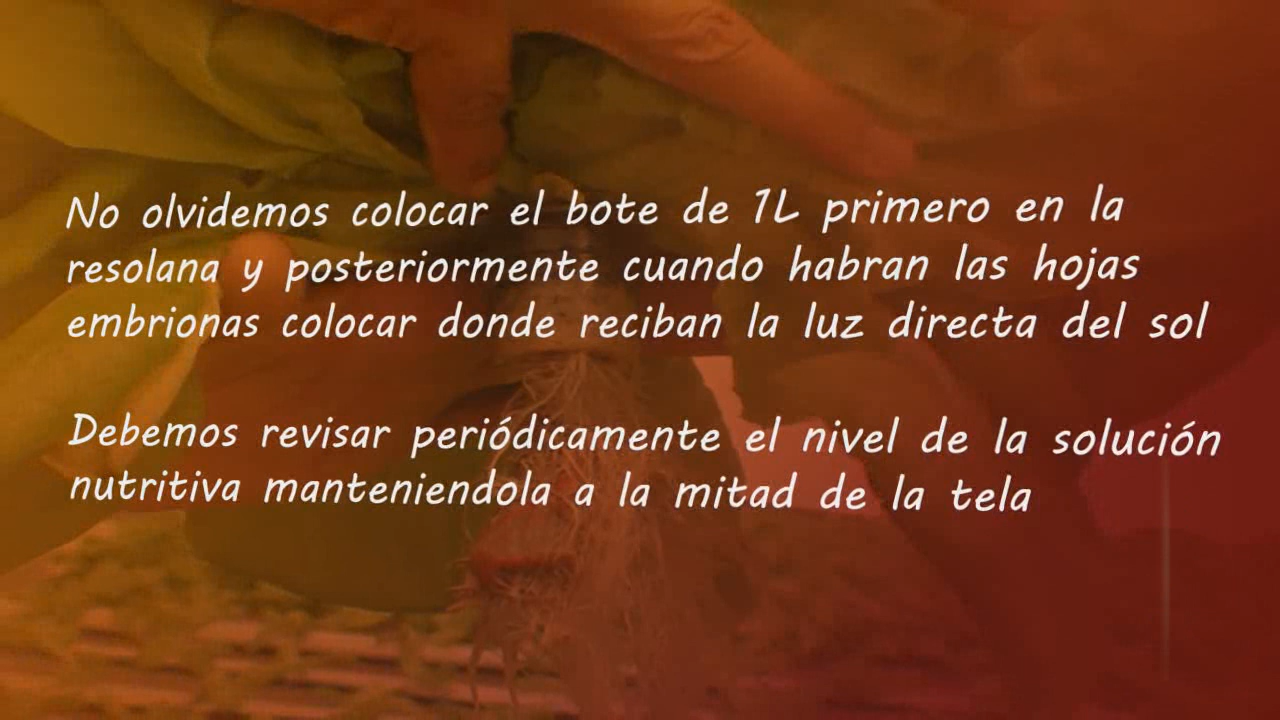 No olvidemos colocar el bote de 1L primero en la
resolana y posteriormente cuando habran las hojas
embrionas colocar donde reciban la luz directa del sol
Debemos revisar periódicamente el nivel de la solución
nutritiva manteniendola a la mitad de la tela